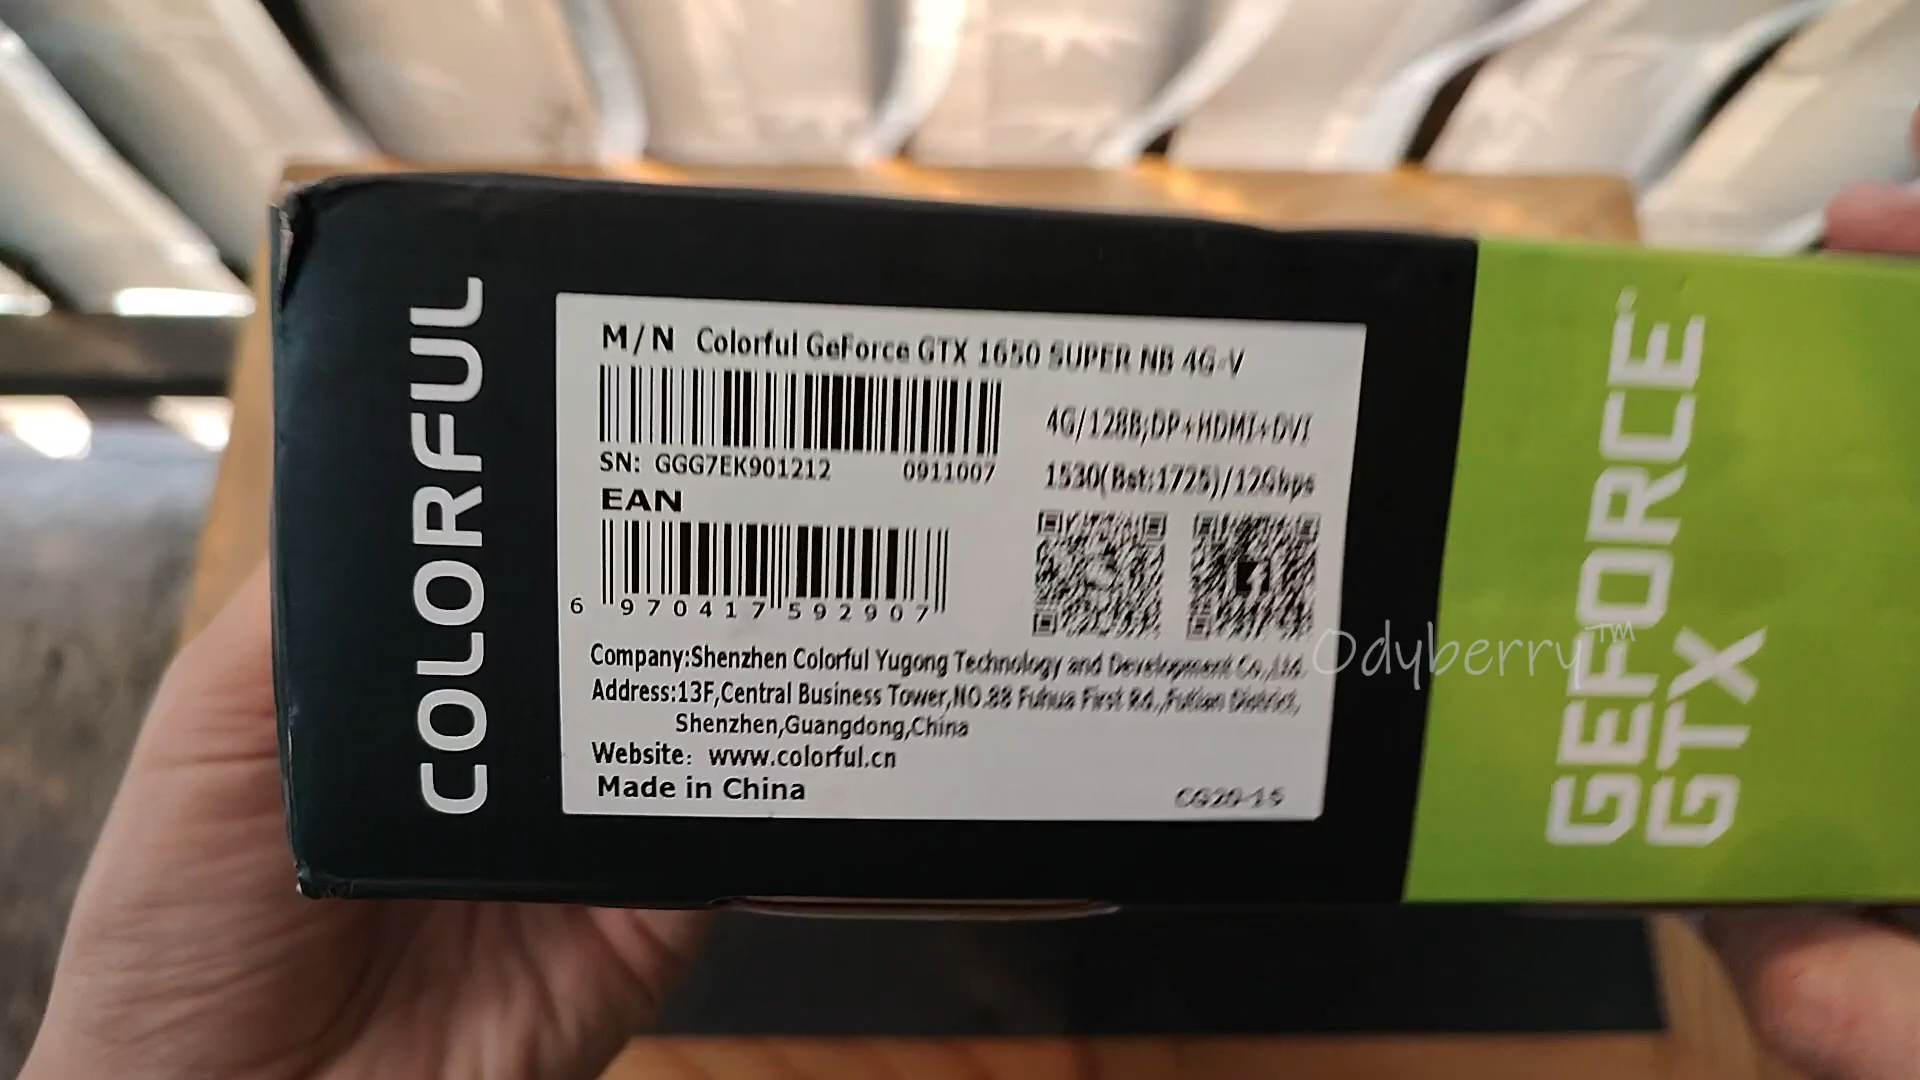 COLORFUL
M/N Colorful GeForce GTX 1650 SUPER NB 4G-V
4G/128B;DP+HDMI+DVI
SN: GGG7EK901212 0911007
1530(Bst:1725)/12Gbps
EAN
6 970417 592907
Company:Shenzhen Colorful Yugong Technology and Development Co.,Ltd.
Address:13F,Central Business Tower,NO.88 Fuhua First Rd.,Futian District,
Shenzhen,Guangdong,China
Website: www.colorful.cn
Made in China
CG20-15
GEFORCE
GTX
Odyberry™